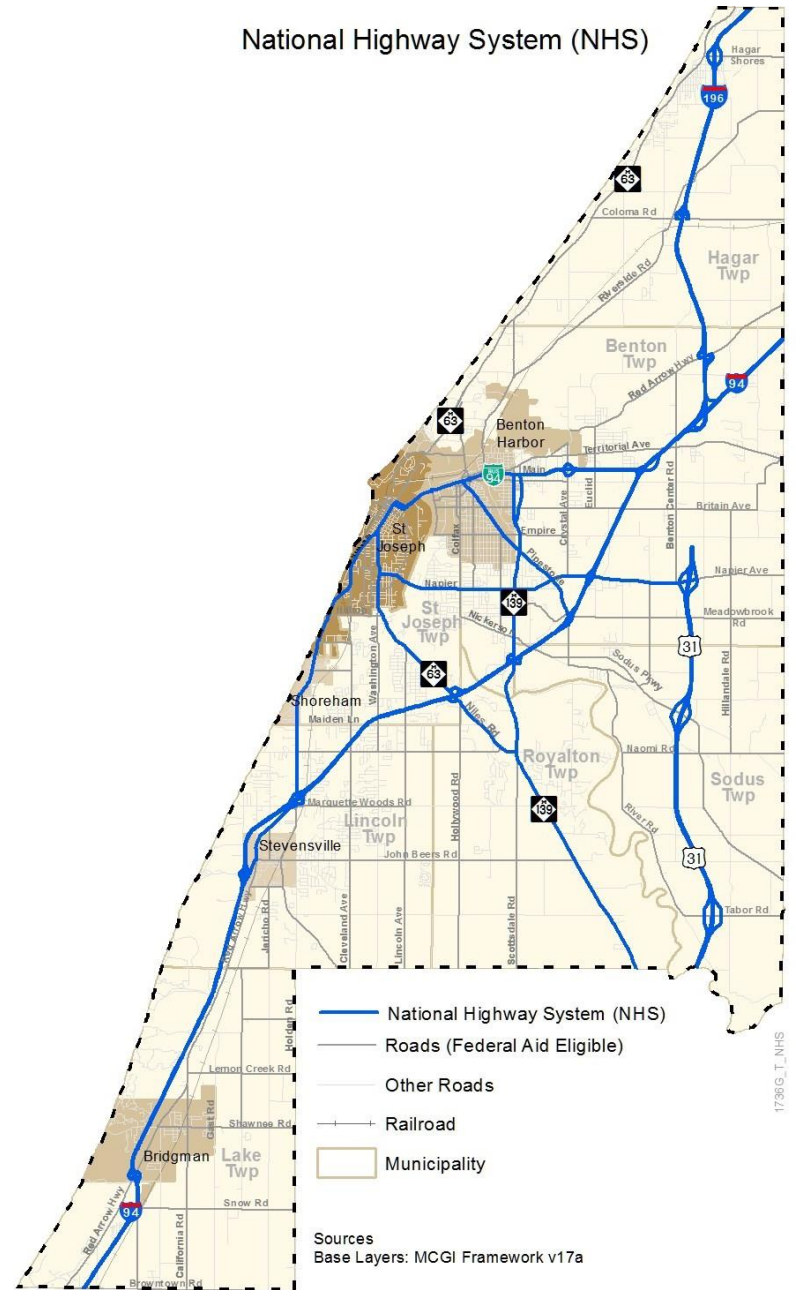 National Highway System (NHS)
Hagar
Shores
196
M
63
Coloma Rd
Hagar
Twp
Riverside Rd
Benton
Twp
Red Arrow Hwy
94
M
63
Benton
Harbor
Territorial Ave
BUS
94
Main
Euclid
Crystal Ave
Benton Center Rd
Britain Ave
St
Joseph
Colfax
Empire
Pipestone
Napier
Napier Ave
M
139
St
Joseph
Twp
Meadowbrook
Rd
Washington Ave
31
Hillandale Rd
Sodus Pkwy
M
63
Shoreham
Maiden Ln
Niles Rd
Royalton
Twp
Naomi Rd
Sodus
Twp
Marquette Woods Rd
Lincoln
Twp
Hollywood Rd
M
139
River Rd
Stevensville
John Beers Rd
31
Red Arrow Hwy
Jericho Rd
Cleveland Ave
Lincoln Ave
Scottsdale Rd
Tabor Rd
Holden Rd
National Highway System (NHS)
Roads (Federal Aid Eligible)
Lemon Creek Rd
Other Roads
Gast Rd
Shawnee Rd
Railroad
Bridgman
Lake
Twp
Municipality
Red Arrow Hwy
94
Snow Rd
California Rd
Browntown Rd
Sources
Base Layers: MCGI Framework v17a
1736G_T_NHS